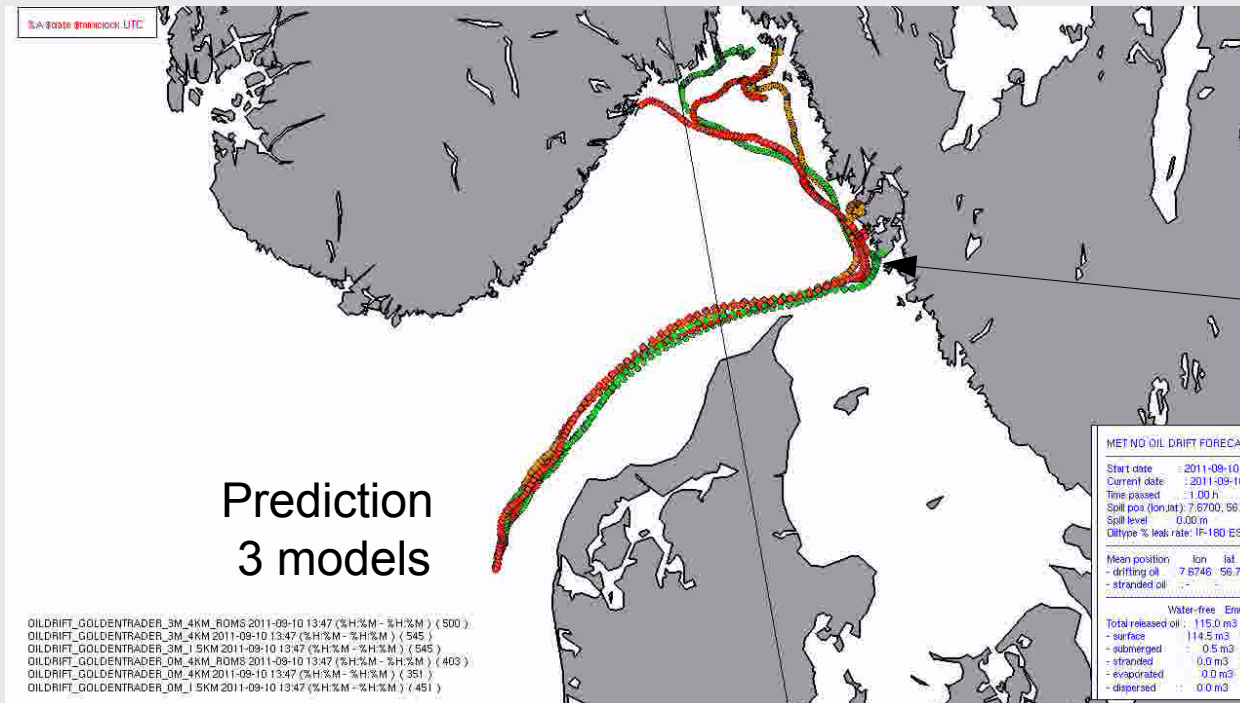 %A $date $miniclock UTC
Prediction
3 models
OILDRIFT_GOLDENTRADER_3M_4KM_ROMS 2011-09-10 13:47 (%H:%M - %H:%M ) ( 500 )
OILDRIFT_GOLDENTRADER_3M_4KM 2011-09-10 13:47 (%H:%M - %H:%M ) ( 545 )
OILDRIFT_GOLDENTRADER_3M_1.5KM 2011-09-10 13:47 (%H:%M - %H:%M ) ( 545 )
OILDRIFT_GOLDENTRADER_0M_4KM_ROMS 2011-09-10 13:47 (%H:%M - %H:%M ) ( 403 )
OILDRIFT_GOLDENTRADER_0M_4KM 2011-09-10 13:47 (%H:%M - %H:%M ) ( 351 )
OILDRIFT_GOLDENTRADER_0M_1.5KM 2011-09-10 13:47 (%H:%M - %H:%M ) ( 451 )
MET NO OIL DRIFT FORECA
Start date : 2011-09-10
Current date : 2011-09-10
Time passed : 1.00 h
Spill pos (lon,lat): 7.6700, 56.
Spill level 0.00 m
Oiltype % leak rate: IF-180 ES
Mean position lon lat
- drifting oil 7.6746 56.7
- stranded oil : -
Water-free Em
Total released oil : 115.0 m3
- surface 114.5 m3
- submerged : 0.5 m3
- stranded 0.0 m3
- evaporated 0.0 m3
- dispersed : 0.0 m3